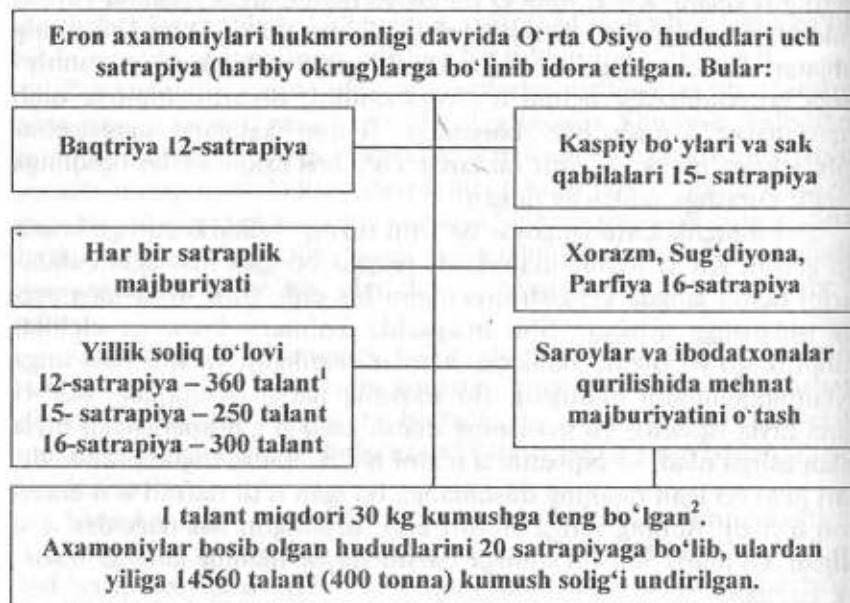 Eron axamoniylari hukmronligi davrida O‘rta Osiyo hududlari uch
satrapiya (harbiy okrug)larga bo‘linib idora etilgan. Bular:
Baqtriya 12-satrapiya
Kaspiy bo‘ylari va sak
qabilalari 15- satrapiya
Har bir satraplik
majburiyati
Xorazm, Sug‘diyona,
Parfiya 16-satrapiya
Yillik soliq to‘lovi
12-satrapiya – 360 talant
15- satrapiya – 250 talant
16-satrapiya – 300 talant
Saroylar va ibodatxonalar
qurilishida mehnat
majburiyatini o‘tash
1 talant miqdori 30 kg kumushga teng bo‘lgan²
Axamoniylar bosib olgan hududlarini 20 satrapiyaga bo‘lib, ulardan
yiliga 14560 talant (400 tonna) kumush solig‘i undirilgan.